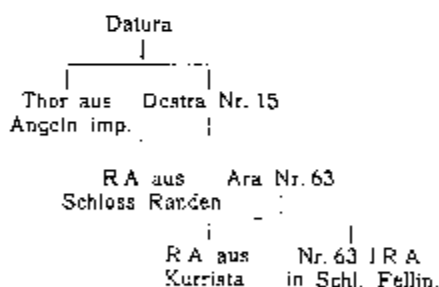 Datura
Thor aus Destra Nr. 15
Angeln imp.
R A aus Ara Nr. 63
Schloss Randen
R A aus Nr. 63 I R A
Kurrista in Schl. Fellin.